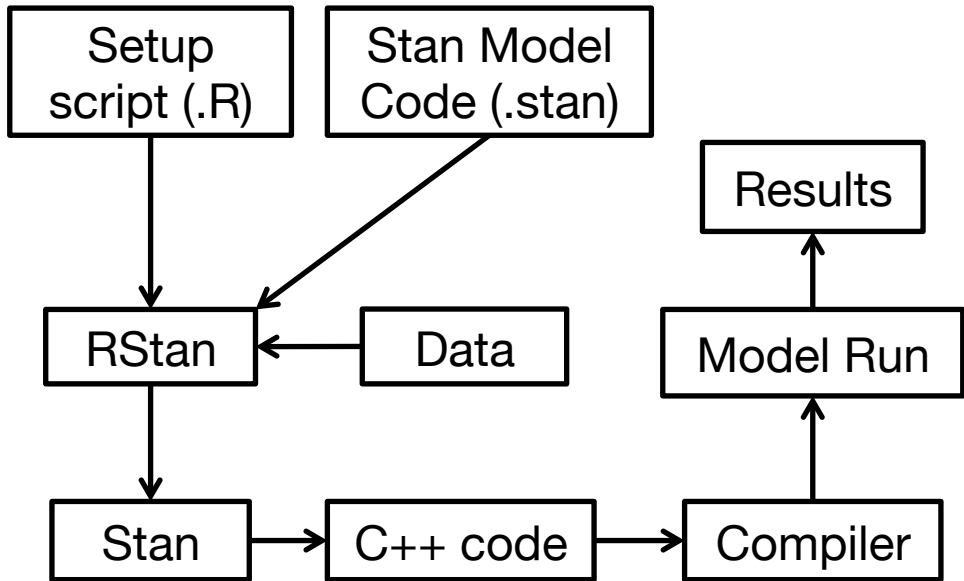 Setup
script (.R)
Stan Model
Code (.stan)
Results
RStan
Data
Model Run
Stan
C++ code
Compiler